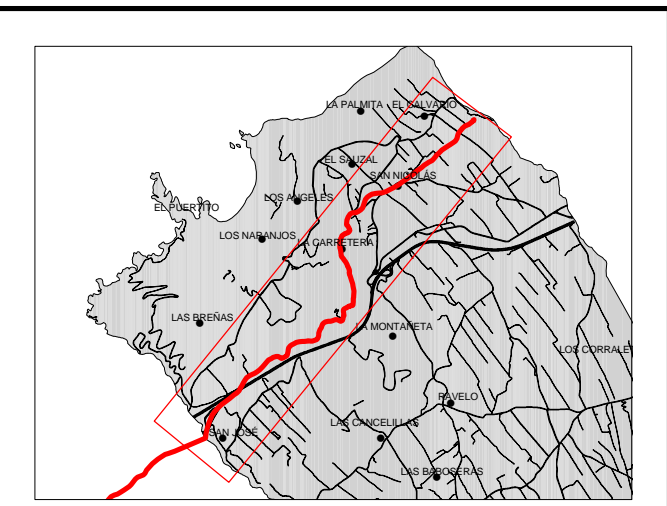 LA PALMITA
EL CALVARIO
EL SAUZAL
SAN NICOLÁS
LOS ANGELES
EL PUERTITO
LOS NARANJOS
LA CARRETERA
LAS BREÑAS
LA MONTAÑETA
LOS CORRALE
RAVELO
LAS CANCELILLAS
SAN JOSÉ
LAS BABOSERAS